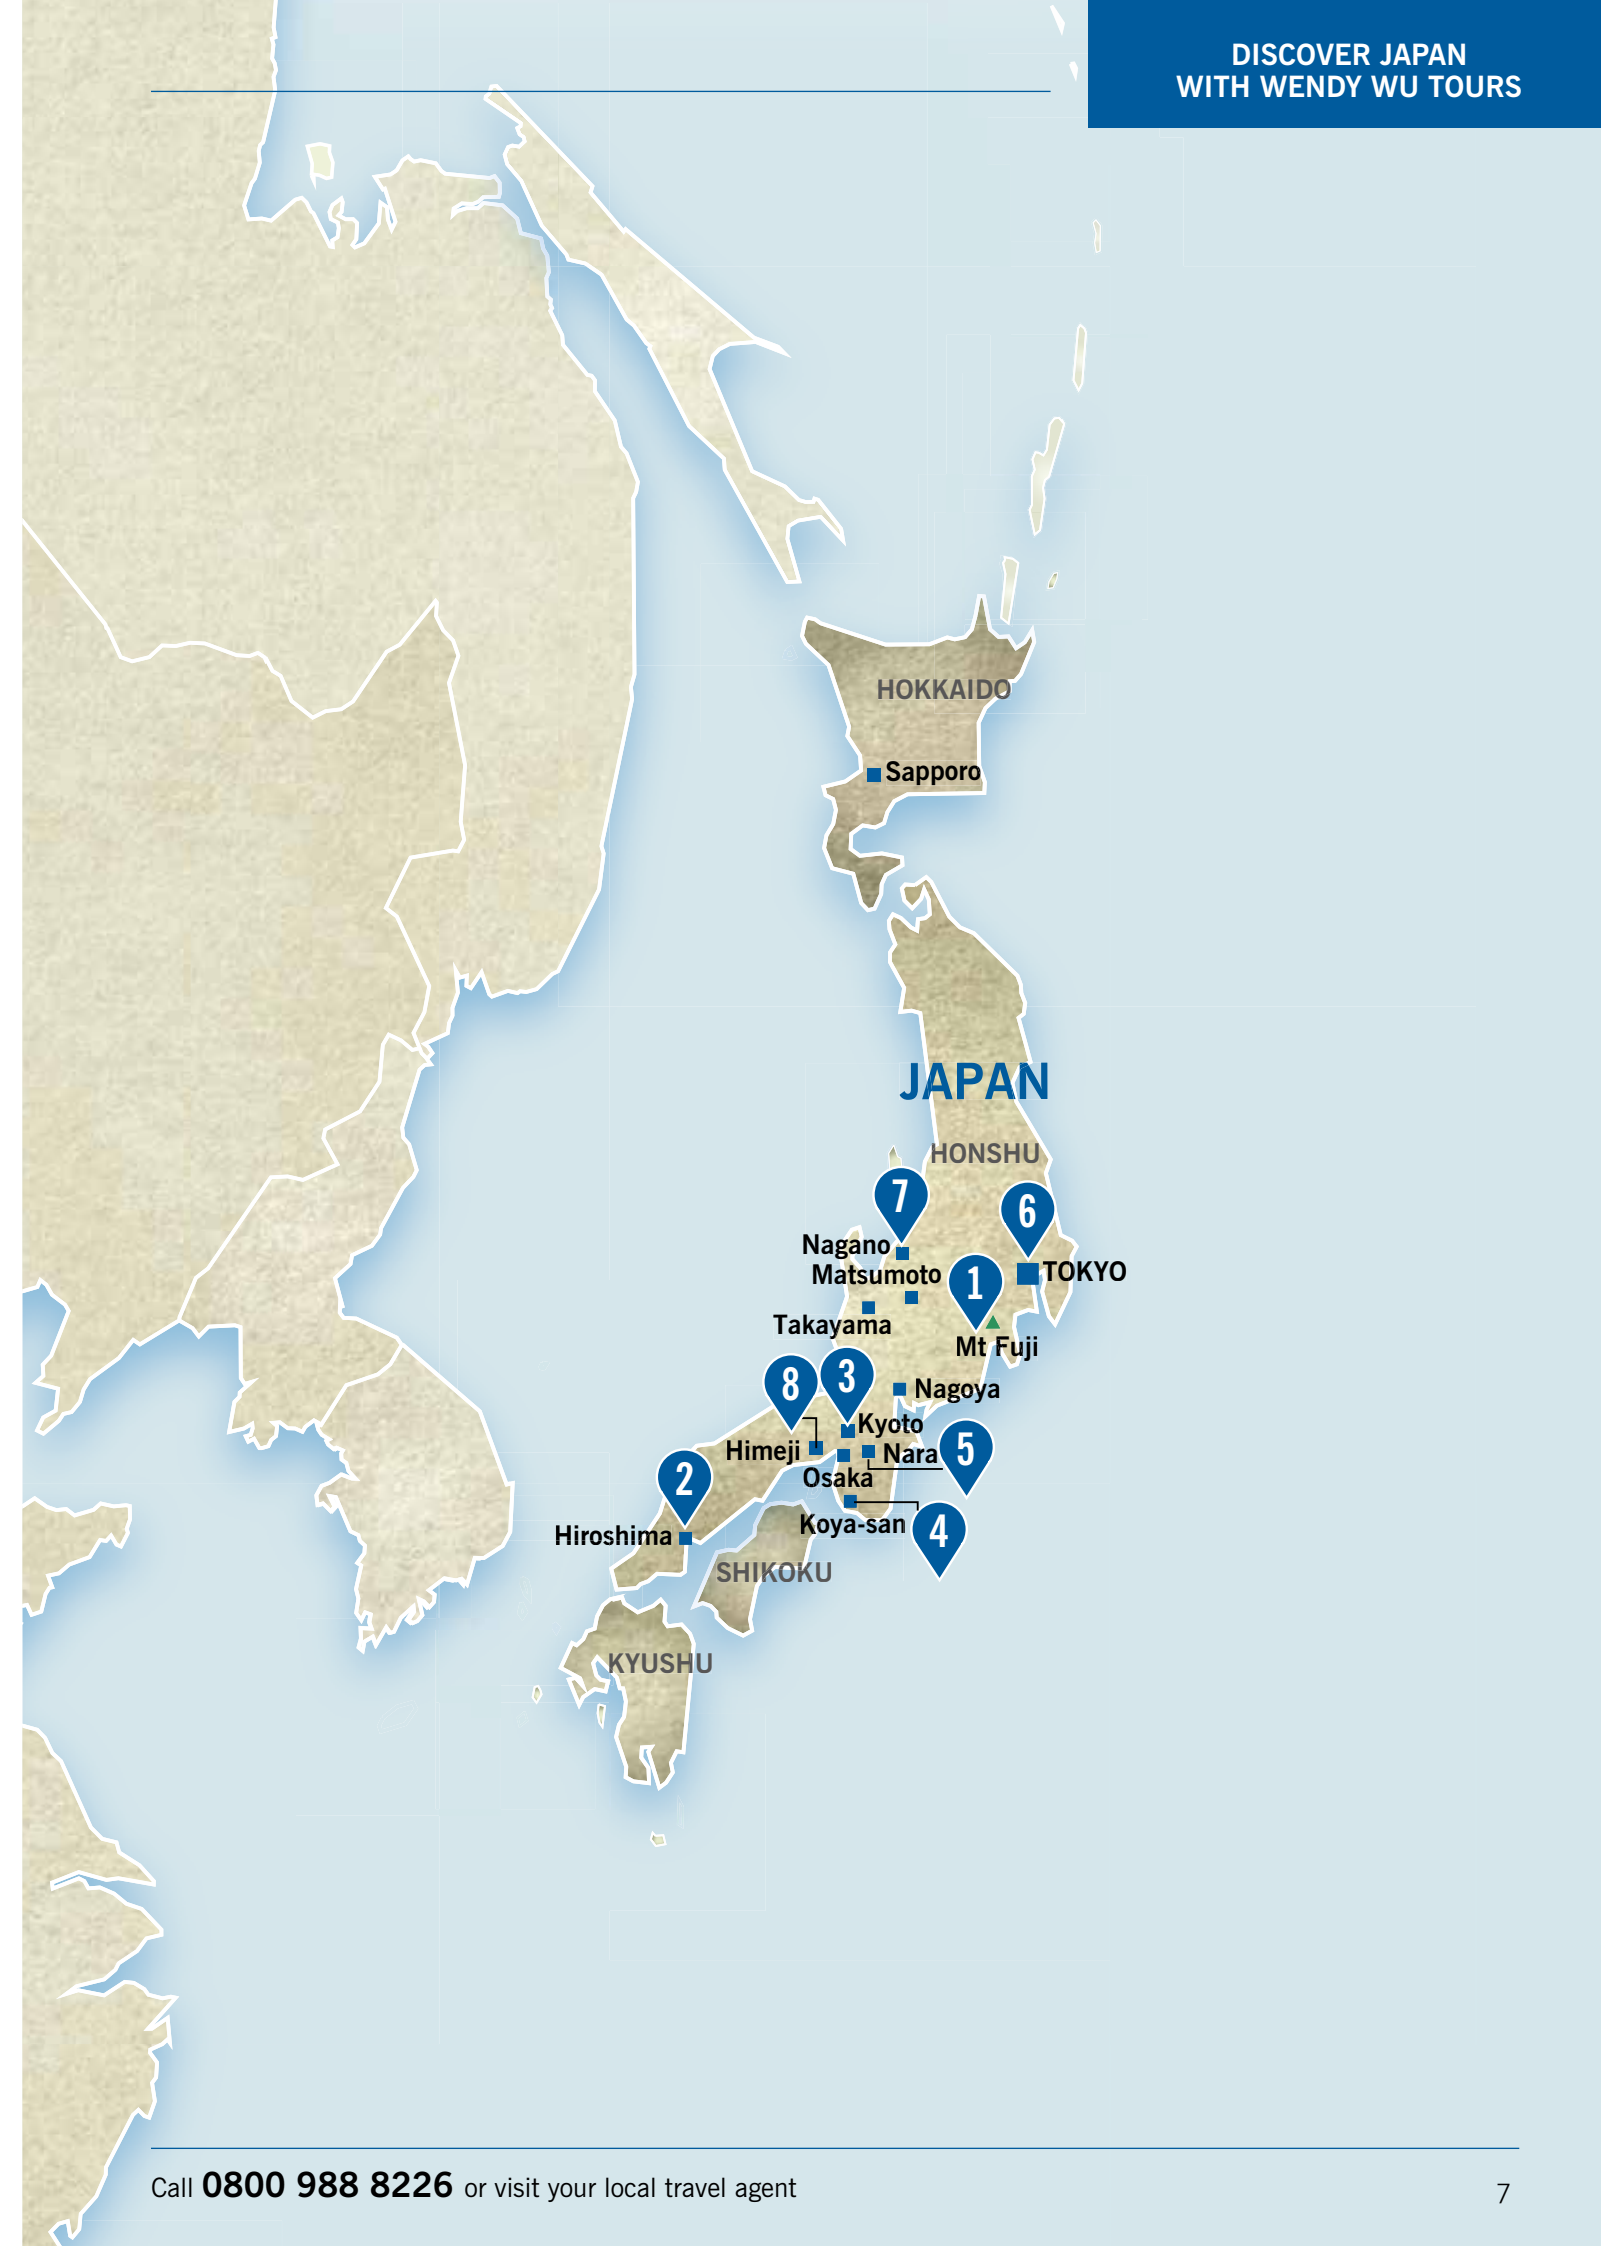 DISCOVER JAPAN
WITH WENDY WU TOURS
HOKKAIDO
Sapporo
JAPAN
HONSHU
7
6
Nagano
Matsumoto
TOKYO
1
Takayama
Mt Fuji
8
3
Nagoya
Kyoto
Himeji
Nara
5
Osaka
2
Koya-san
4
Hiroshima
SHIKOKU
KYUSHU
Call 0800 988 8226 or visit your local travel agent
7